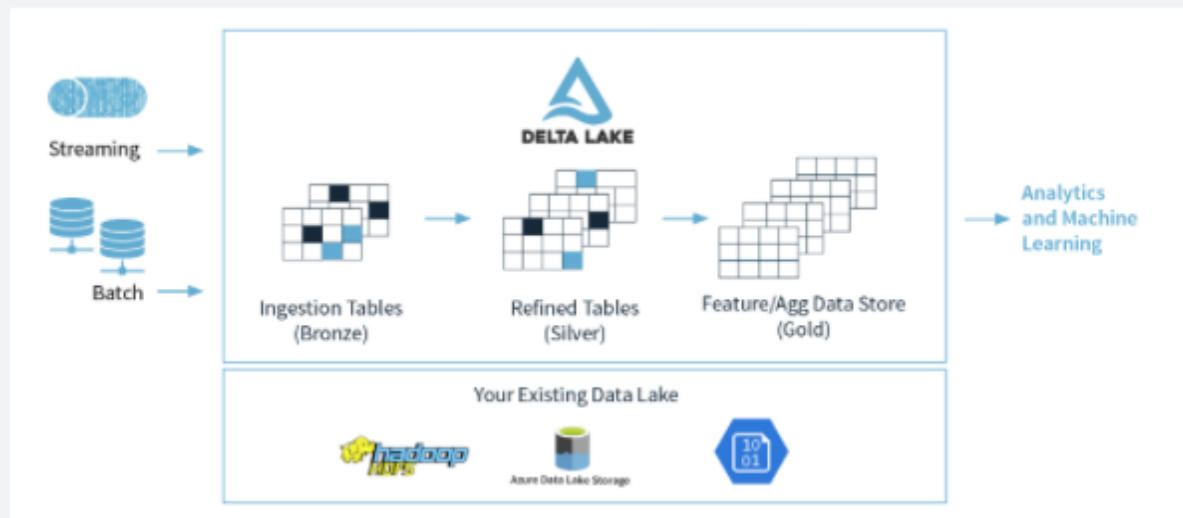 DELTA LAKE
Streaming
Batch
Ingestion Tables
(Bronze)
Refined Tables
(Silver)
Feature/Agg Data Store
(Gold)
Analytics
and Machine
Learning
Your Existing Data Lake
hadoop
HDFS
Azure Data Lake Storage
10
01